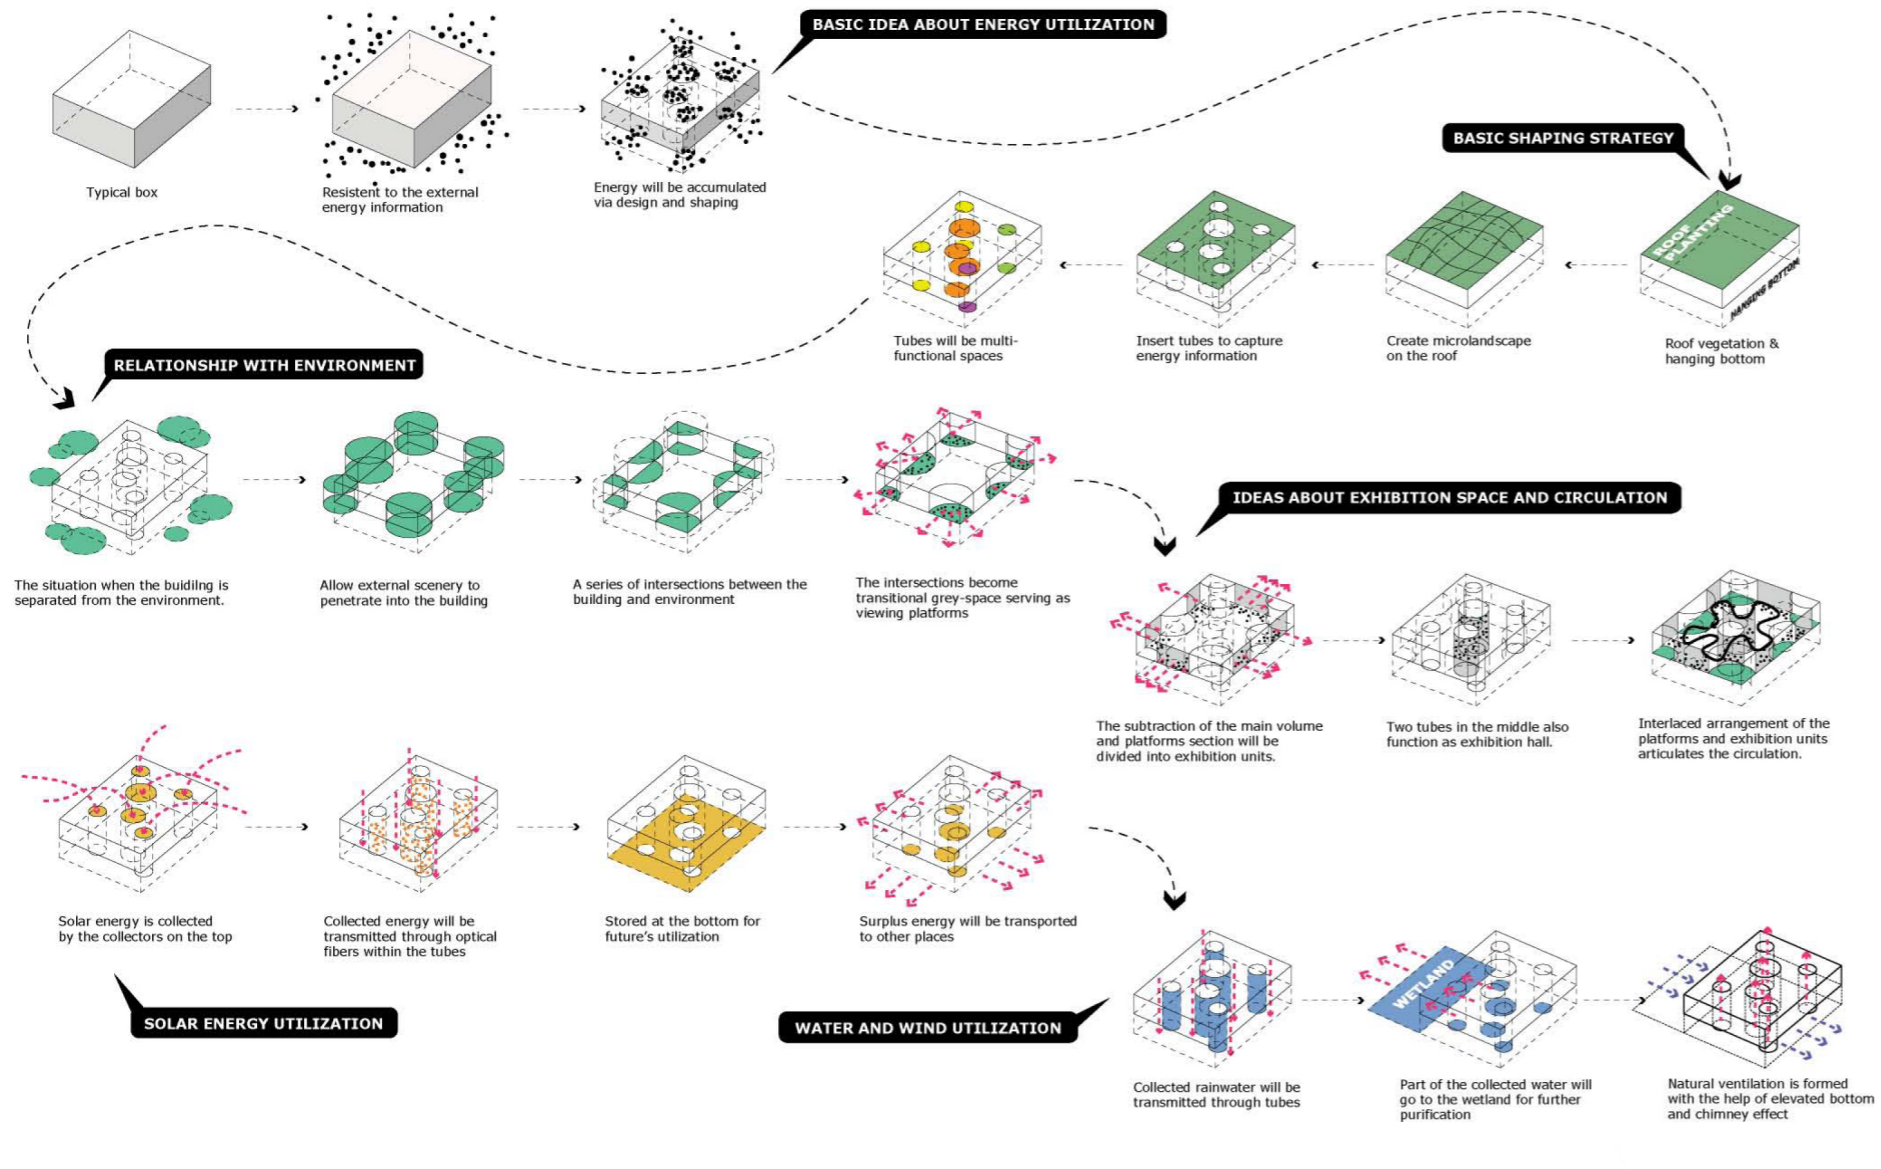 BASIC IDEA ABOUT ENERGY UTILIZATION
Typical box
Resistent to the external
energy information
Energy will be accumulated
via design and shaping
BASIC SHAPING STRATEGY
ROOF
PLANTING
HANGING BOTTOM
Roof vegetation &
hanging bottom
Create microlandscape
on the roof
Insert tubes to capture
energy information
Tubes will be multi-
functional spaces
RELATIONSHIP WITH ENVIRONMENT
The situation when the buidilng is
separated from the environment.
Allow external scenery to
penetrate into the building
A series of intersections between the
building and environment
The intersections become
transitional grey-space serving as
viewing platforms
IDEAS ABOUT EXHIBITION SPACE AND CIRCULATION
The subtraction of the main volume
and platforms section will be
divided into exhibition units.
Two tubes in the middle also
function as exhibition hall.
Interlaced arrangement of the
platforms and exhibition units
articulates the circulation.
Solar energy is collected
by the collectors on the top
Collected energy will be
transmitted through optical
fibers within the tubes
Stored at the bottom for
future's utilization
Surplus energy will be transported
to other places
SOLAR ENERGY UTILIZATION
WATER AND WIND UTILIZATION
WETLAND
Collected rainwater will be
transmitted through tubes
Part of the collected water will
go to the wetland for further
purification
Natural ventilation is formed
with the help of elevated bottom
and chimney effect